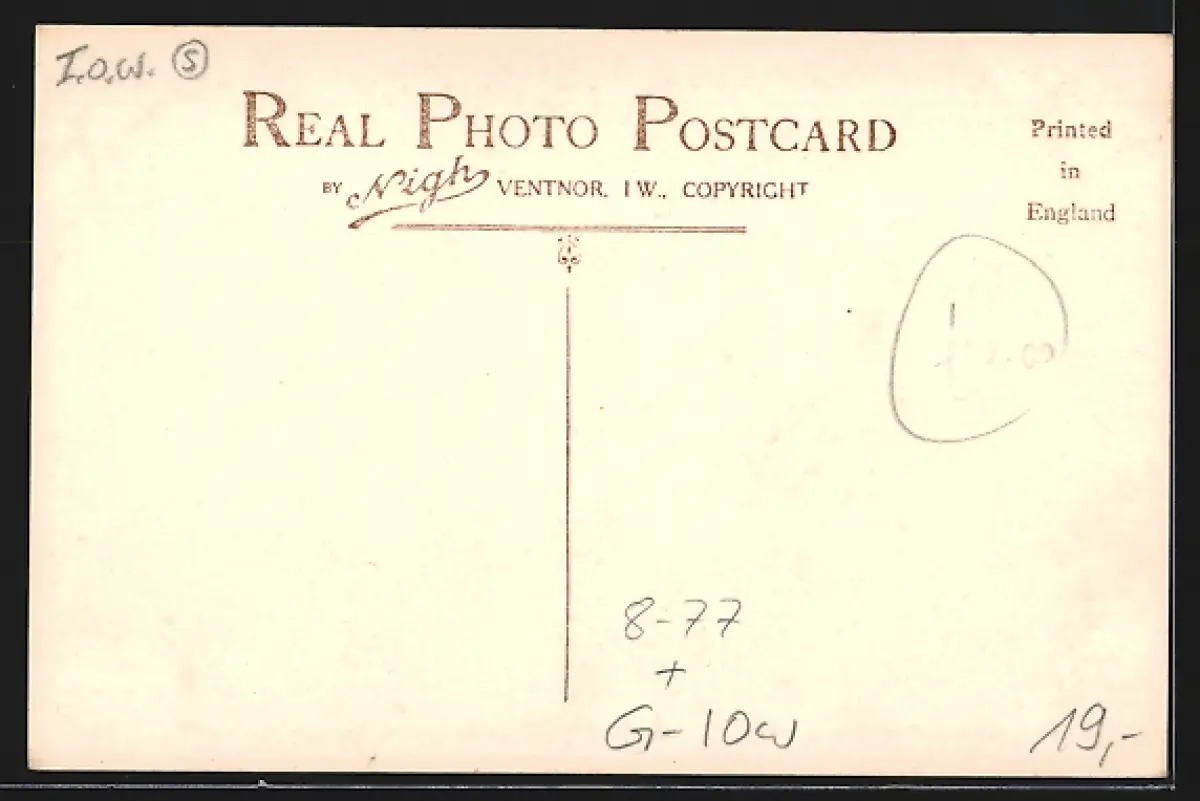 I.O.W. S
REAL PHOTO POSTCARD
BY Nigh VENTNOR. I W., COPYRIGHT
Printed
in
England
8-77
+
G-IOW
19,-